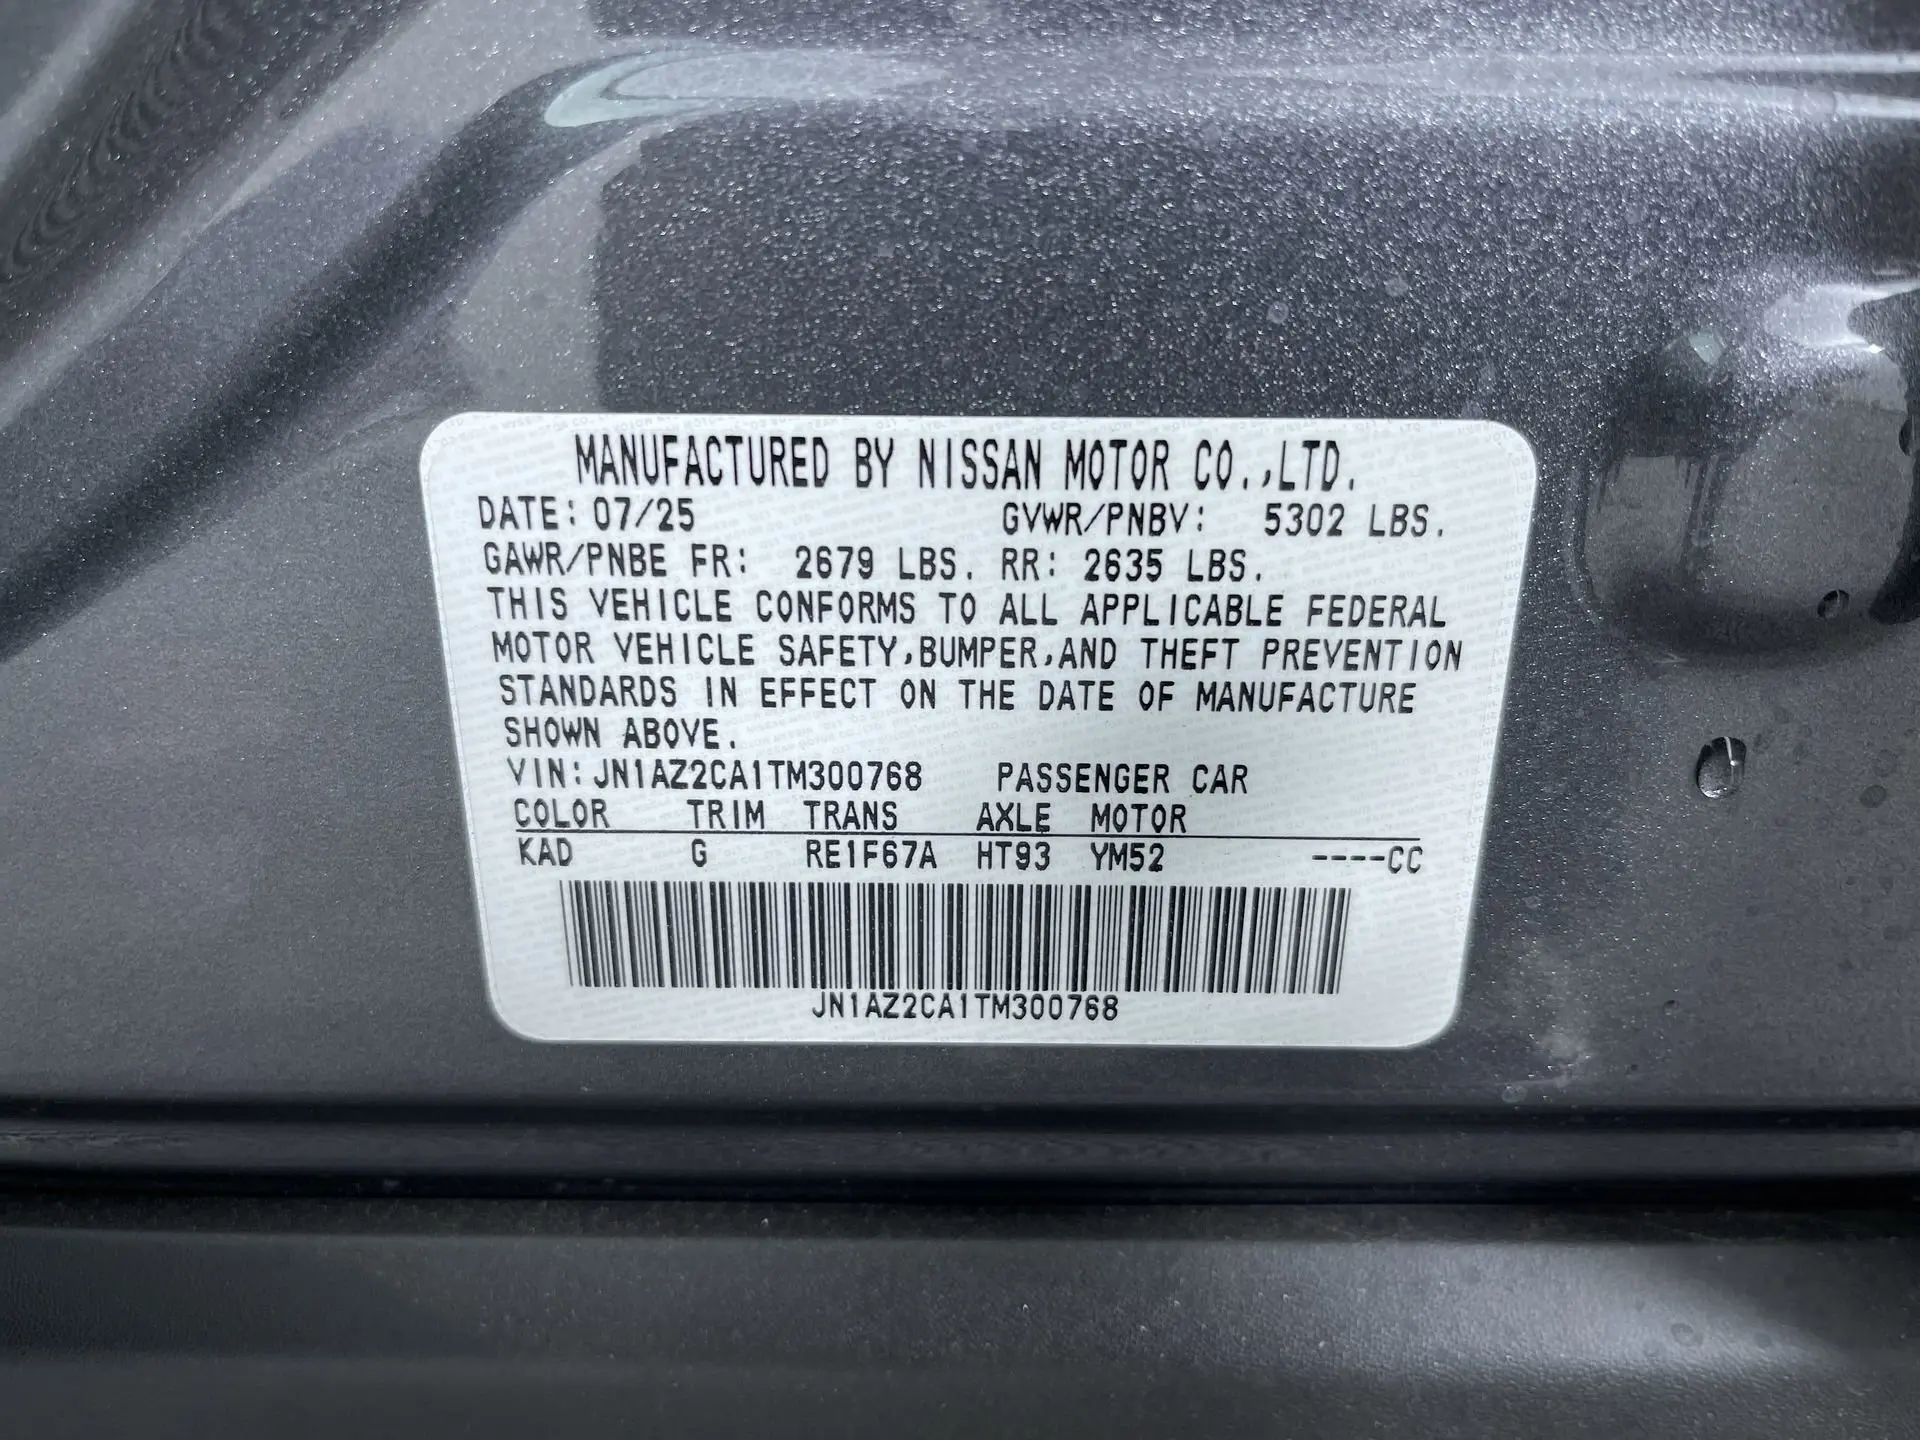 MANUFACTURED BY NISSAN MOTOR CO.,LTD.
DATE: 07/25 GVWR/PNBV: 5302 LBS.
GAWR/PNBE FR: 2679 LBS. RR: 2635 LBS.
THIS VEHICLE CONFORMS TO ALL APPLICABLE FEDERAL
MOTOR VEHICLE SAFETY,BUMPER,AND THEFT PREVENTION
STANDARDS IN EFFECT ON THE DATE OF MANUFACTURE
SHOWN ABOVE.
VIN: JN1AZ2CA1TM300768 PASSENGER CAR
COLOR TRIM TRANS AXLE MOTOR
KAD G RE1F67A HT93 YM52 ----CC
JN1AZ2CA1TM300768